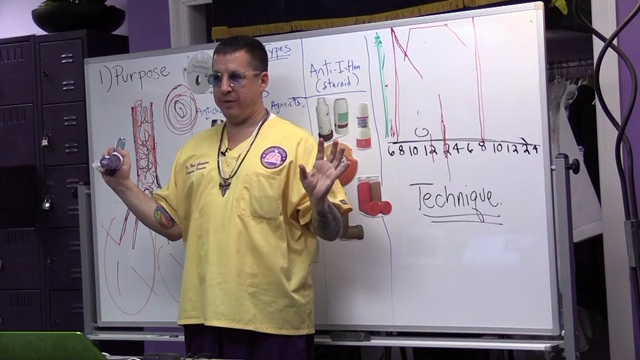 1) Purpose
Types
Anti-Inflam
(steroid)
Agonists
6 8 10 12 2 4 6 8 10 12 2 4
Technique.